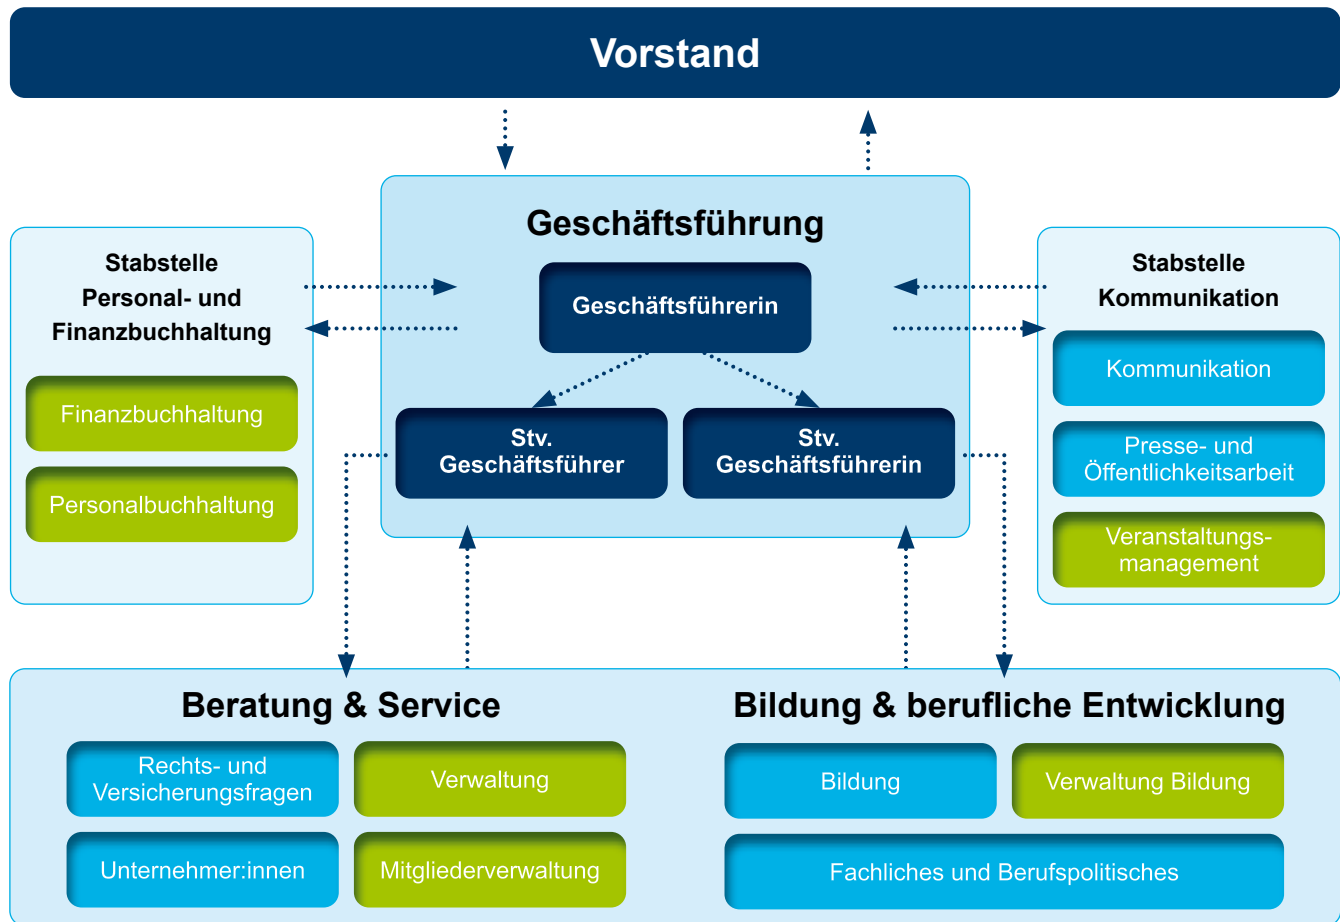 Vorstand
Geschäftsführung
Geschäftsführerin
Stv.
Geschäftsführer
Stv.
Geschäftsführerin
Stabstelle
Personal- und
Finanzbuchhaltung
Finanzbuchhaltung
Personalbuchhaltung
Stabstelle
Kommunikation
Kommunikation
Presse- und
Öffentlichkeitsarbeit
Veranstaltungs-
management
Beratung & Service
Rechts- und
Versicherungsfragen
Verwaltung
Unternehmer:innen
Mitgliederverwaltung
Bildung & berufliche Entwicklung
Bildung
Verwaltung Bildung
Fachliches und Berufspolitisches